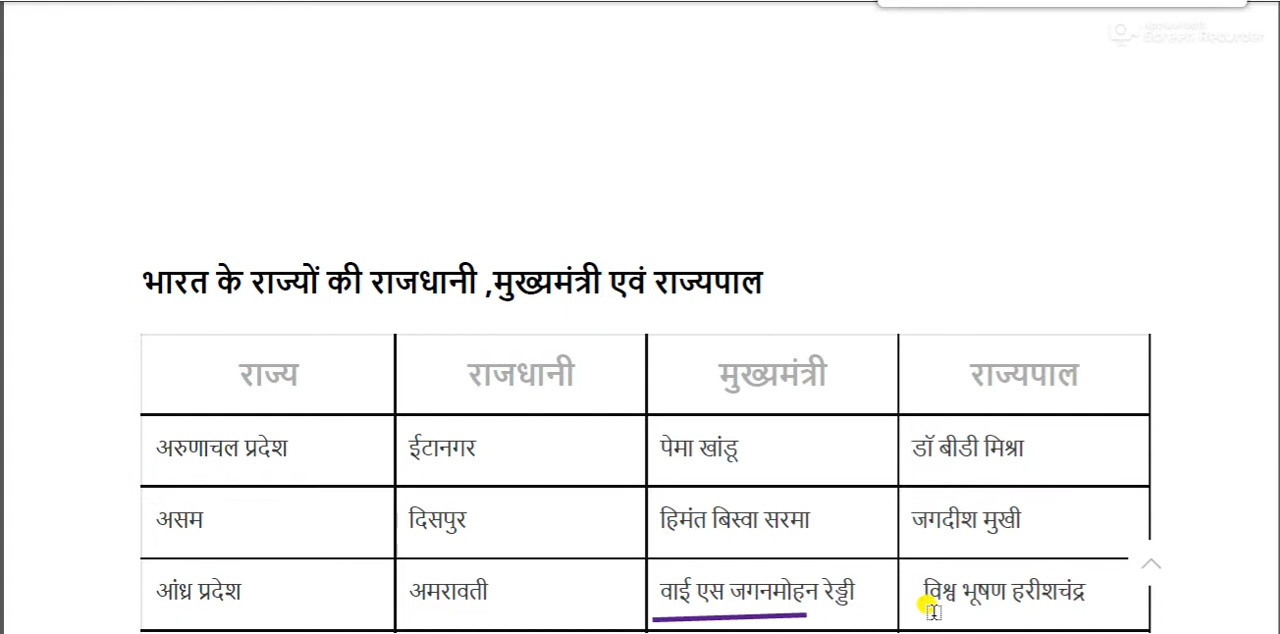 भारत के राज्यों की राजधानी ,मुख्यमंत्री एवं राज्यपाल
राज्य राजधानी मुख्यमंत्री राज्यपाल
अरुणाचल प्रदेश ईटानगर पेमा खांडू डॉ बीडी मिश्रा
असम दिसपुर हिमंत बिस्वा सरमा जगदीश मुखी
आंध्र प्रदेश अमरावती वाई एस जगनमोहन रेड्डी विश्व भूषण हरीशचंद्र